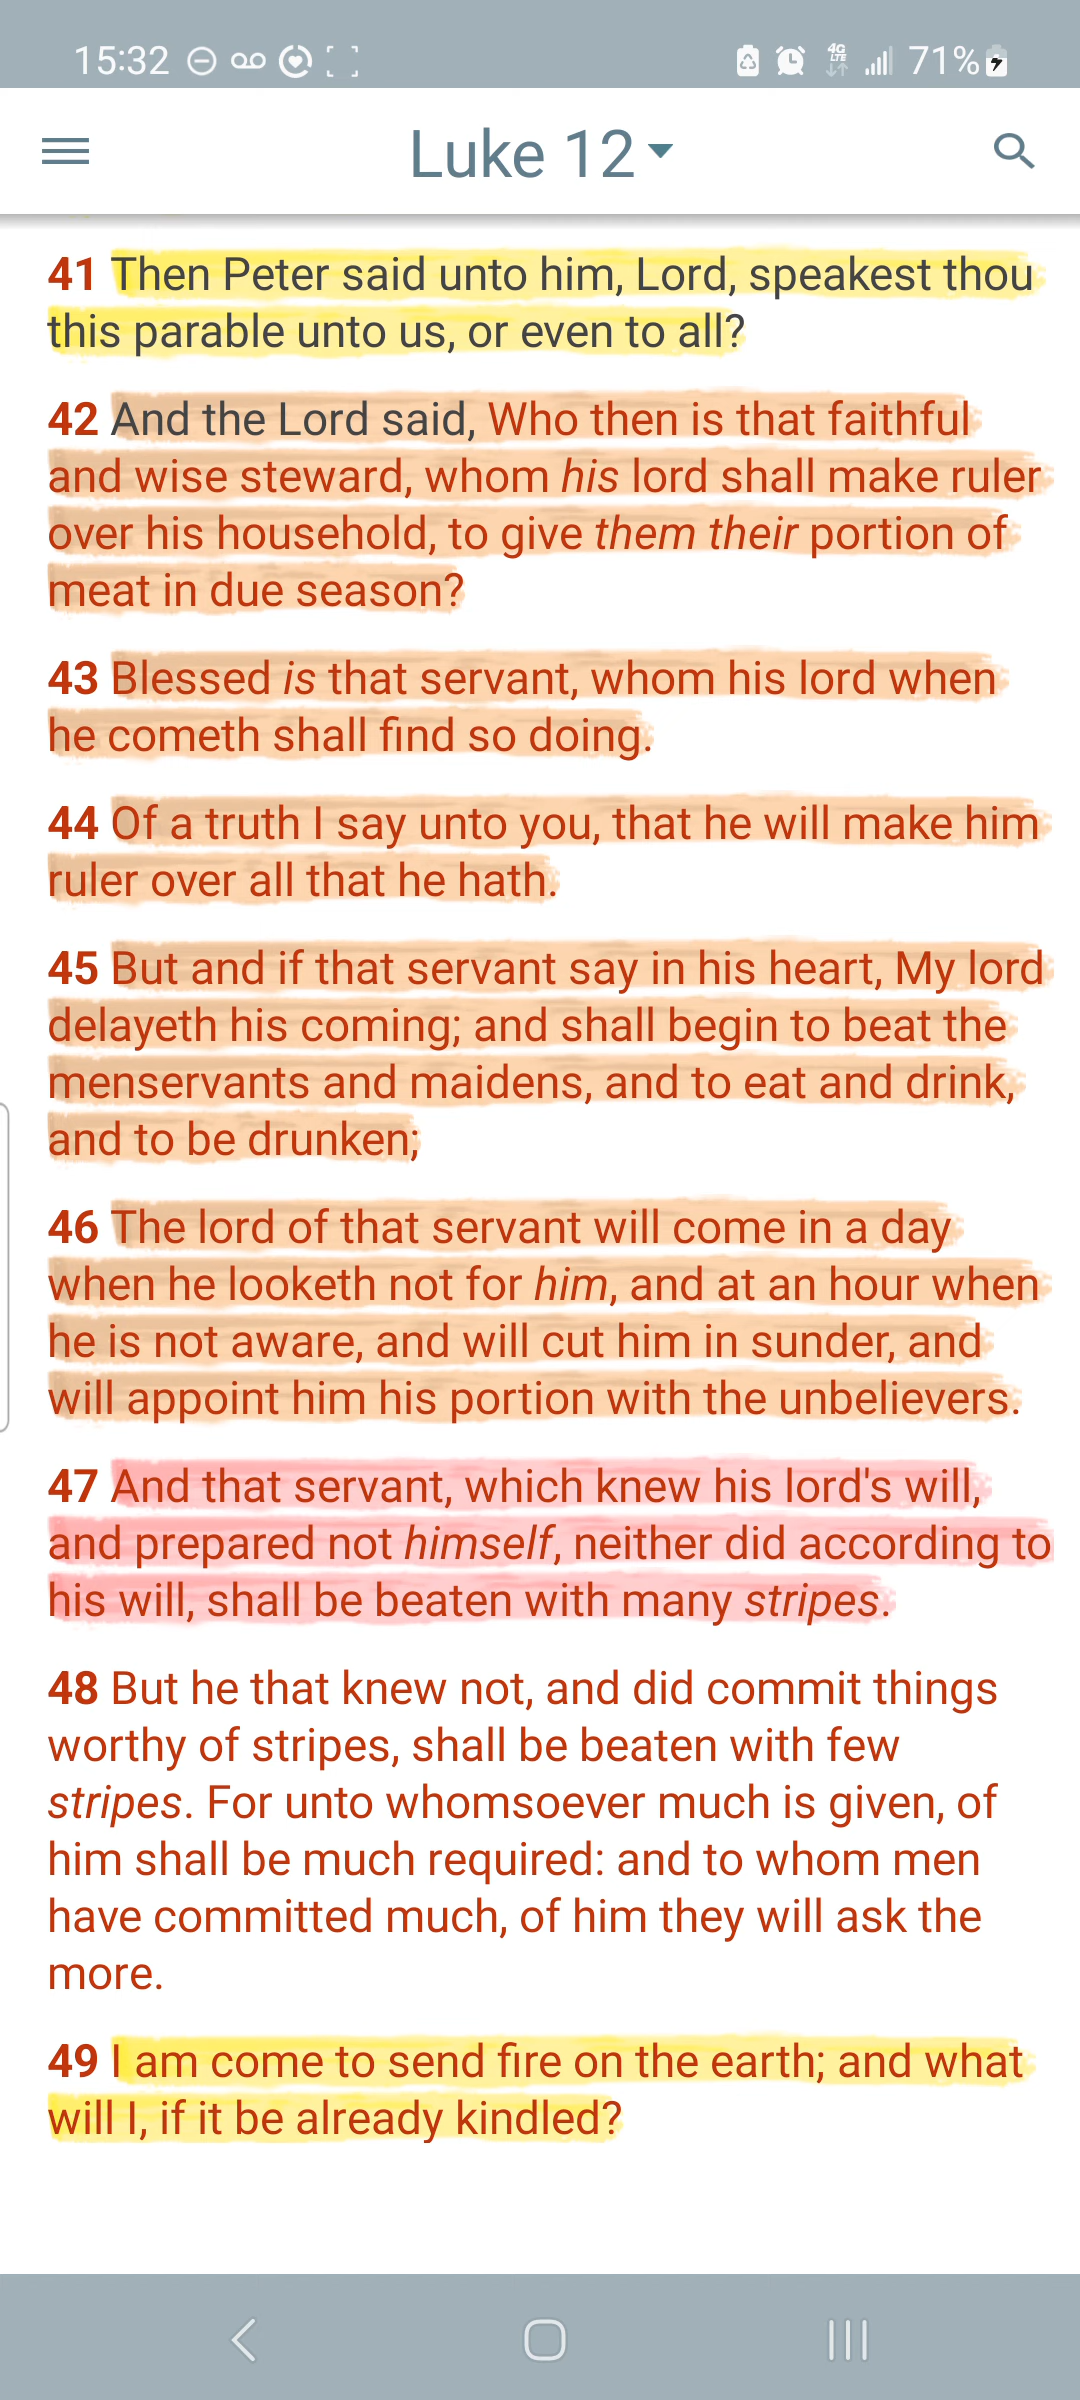 15:32 4G LTE 71%
Luke 12
41 Then Peter said unto him, Lord, speakest thou
this parable unto us, or even to all?
42 And the Lord said, Who then is that faithful
and wise steward, whom his lord shall make ruler
over his household, to give them their portion of
meat in due season?
43 Blessed is that servant, whom his lord when
he cometh shall find so doing.
44 Of a truth I say unto you, that he will make him
ruler over all that he hath.
45 But and if that servant say in his heart, My lord
delayeth his coming; and shall begin to beat the
menservants and maidens, and to eat and drink,
and to be drunken;
46 The lord of that servant will come in a day
when he looketh not for him, and at an hour when
he is not aware, and will cut him in sunder, and
will appoint him his portion with the unbelievers.
47 And that servant, which knew his lord's will,
and prepared not himself, neither did according to
his will, shall be beaten with many stripes.
48 But he that knew not, and did commit things
worthy of stripes, shall be beaten with few
stripes. For unto whomsoever much is given, of
him shall be much required: and to whom men
have committed much, of him they will ask the
more.
49 I am come to send fire on the earth; and what
will I, if it be already kindled?